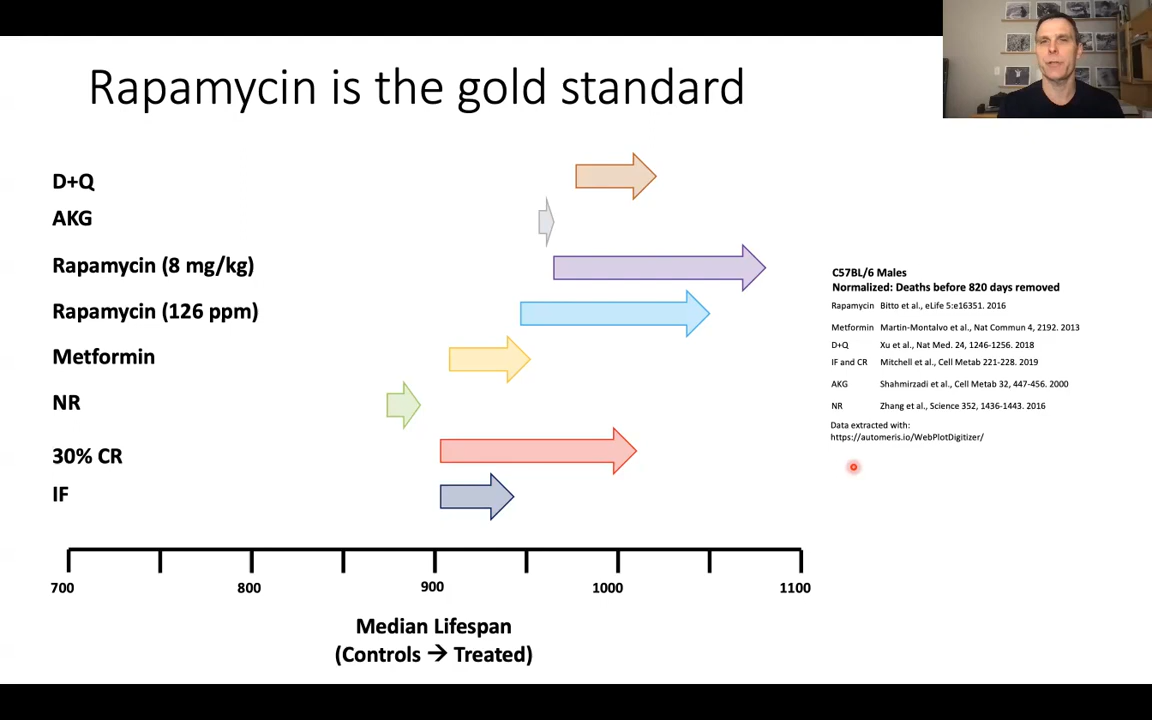 Rapamycin is the gold standard
D+Q
AKG
Rapamycin (8 mg/kg)
Rapamycin (126 ppm)
Metformin
NR
30% CR
IF
700 800 900 1000 1100
Median Lifespan
(Controls → Treated)
C57BL/6 Males
Normalized: Deaths before 820 days removed
Rapamycin Bitto et al., eLife 5:e16351. 2016
Metformin Martin-Montalvo et al., Nat Commun 4, 2192. 2013
D+Q Xu et al., Nat Med. 24, 1246-1256. 2018
IF and CR Mitchell et al., Cell Metab 221-228. 2019
AKG Shahmirzadi et al., Cell Metab 32, 447-456. 2000
NR Zhang et al., Science 352, 1436-1443. 2016
Data extracted with:
https://automeris.io/WebPlotDigitizer/